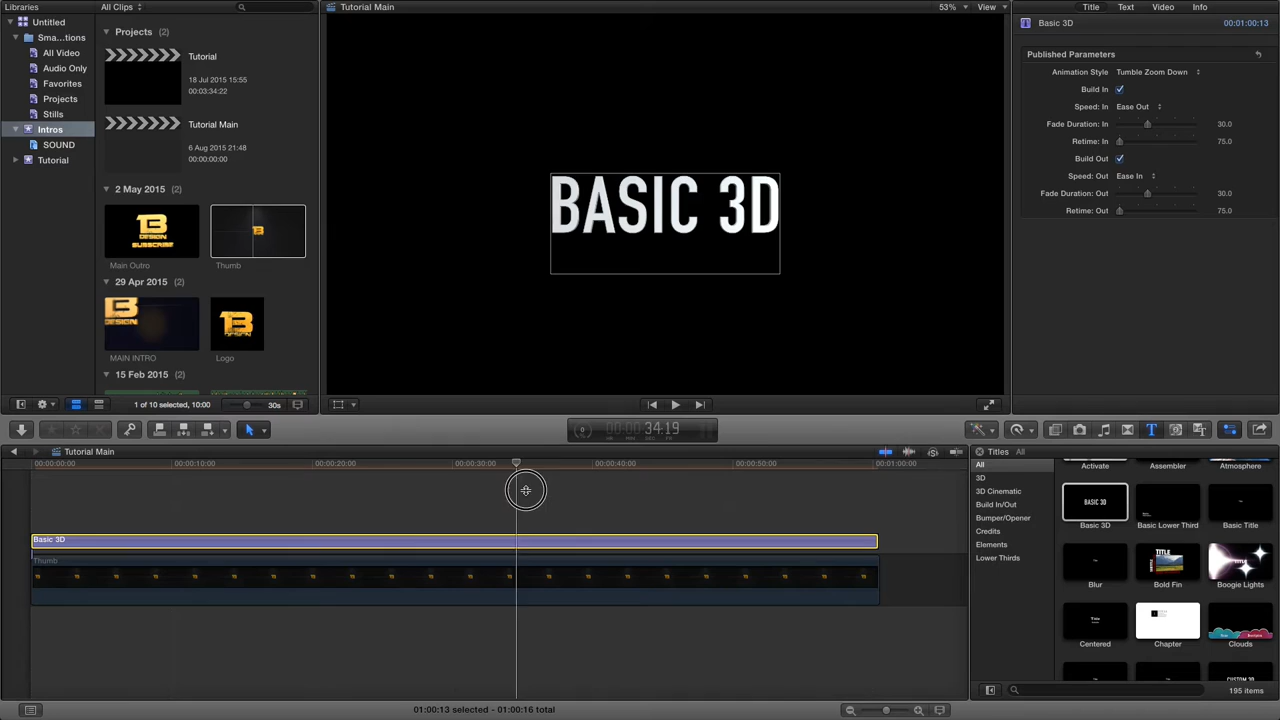 Libraries
All Clips
Tutorial Main
53%
View
Title
Text
Video
Info
Untitled
Sma...tions
All Video
Audio Only
Favorites
Projects
Stills
Intros
SOUND
Tutorial
Projects (2)
Tutorial
18 Jul 2015 15:55
00:03:34:22
Tutorial Main
6 Aug 2015 21:48
00:00:00:00
2 May 2015 (2)
13
DESIGN
SUBSCRIBE
Main Outro
Thumb
29 Apr 2015 (2)
DESIGN
MAIN INTRO
Logo
15 Feb 2015 (2)
1 of 10 selected, 10:00
30s
BASIC 3D
Basic 3D
00:01:00:13
Published Parameters
Animation Style
Tumble Zoom Down
Build In
Speed: In
Ease Out
Fade Duration: In
30.0
Retime: In
75.0
Build Out
Speed: Out
Ease In
Fade Duration: Out
30.0
Retime: Out
75.0
00:00:34:19
Tutorial Main
00:00:00:00
00:00:10:00
00:00:20:00
00:00:30:00
00:00:40:00
00:00:50:00
00:01:00:00
Basic 3D
Thumb
Titles
All
All
3D
3D Cinematic
Build In/Out
Bumper/Opener
Credits
Elements
Lower Thirds
Activate
Assembler
Atmosphere
BASIC 3D
Basic 3D
Basic Lower Third
Basic Title
Blur
TITLE
Bold Fin
Boogie Lights
Title
Centered
Chapter
Clouds
195 items
01:00:13 selected - 01:00:16 total